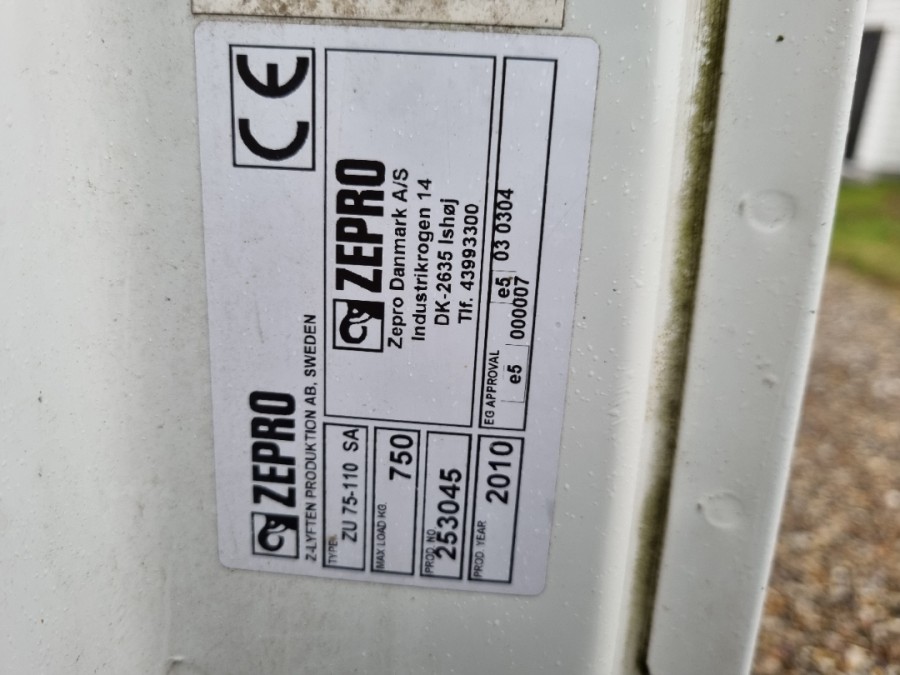 ZEPRO
Z-LYFTEN PRODUKTION AB, SWEDEN
CE
TYPE
ZU 75-110 SA
MAX LOAD KG.
750
PROD NO
253045
PROD. YEAR
2010
ZEPRO
Zepro Danmark A/S
Industrikrogen 14
DK-2635 Ishøj
Tlf. 43993300
EG APPROVAL
e5 03 0304
e5 000007